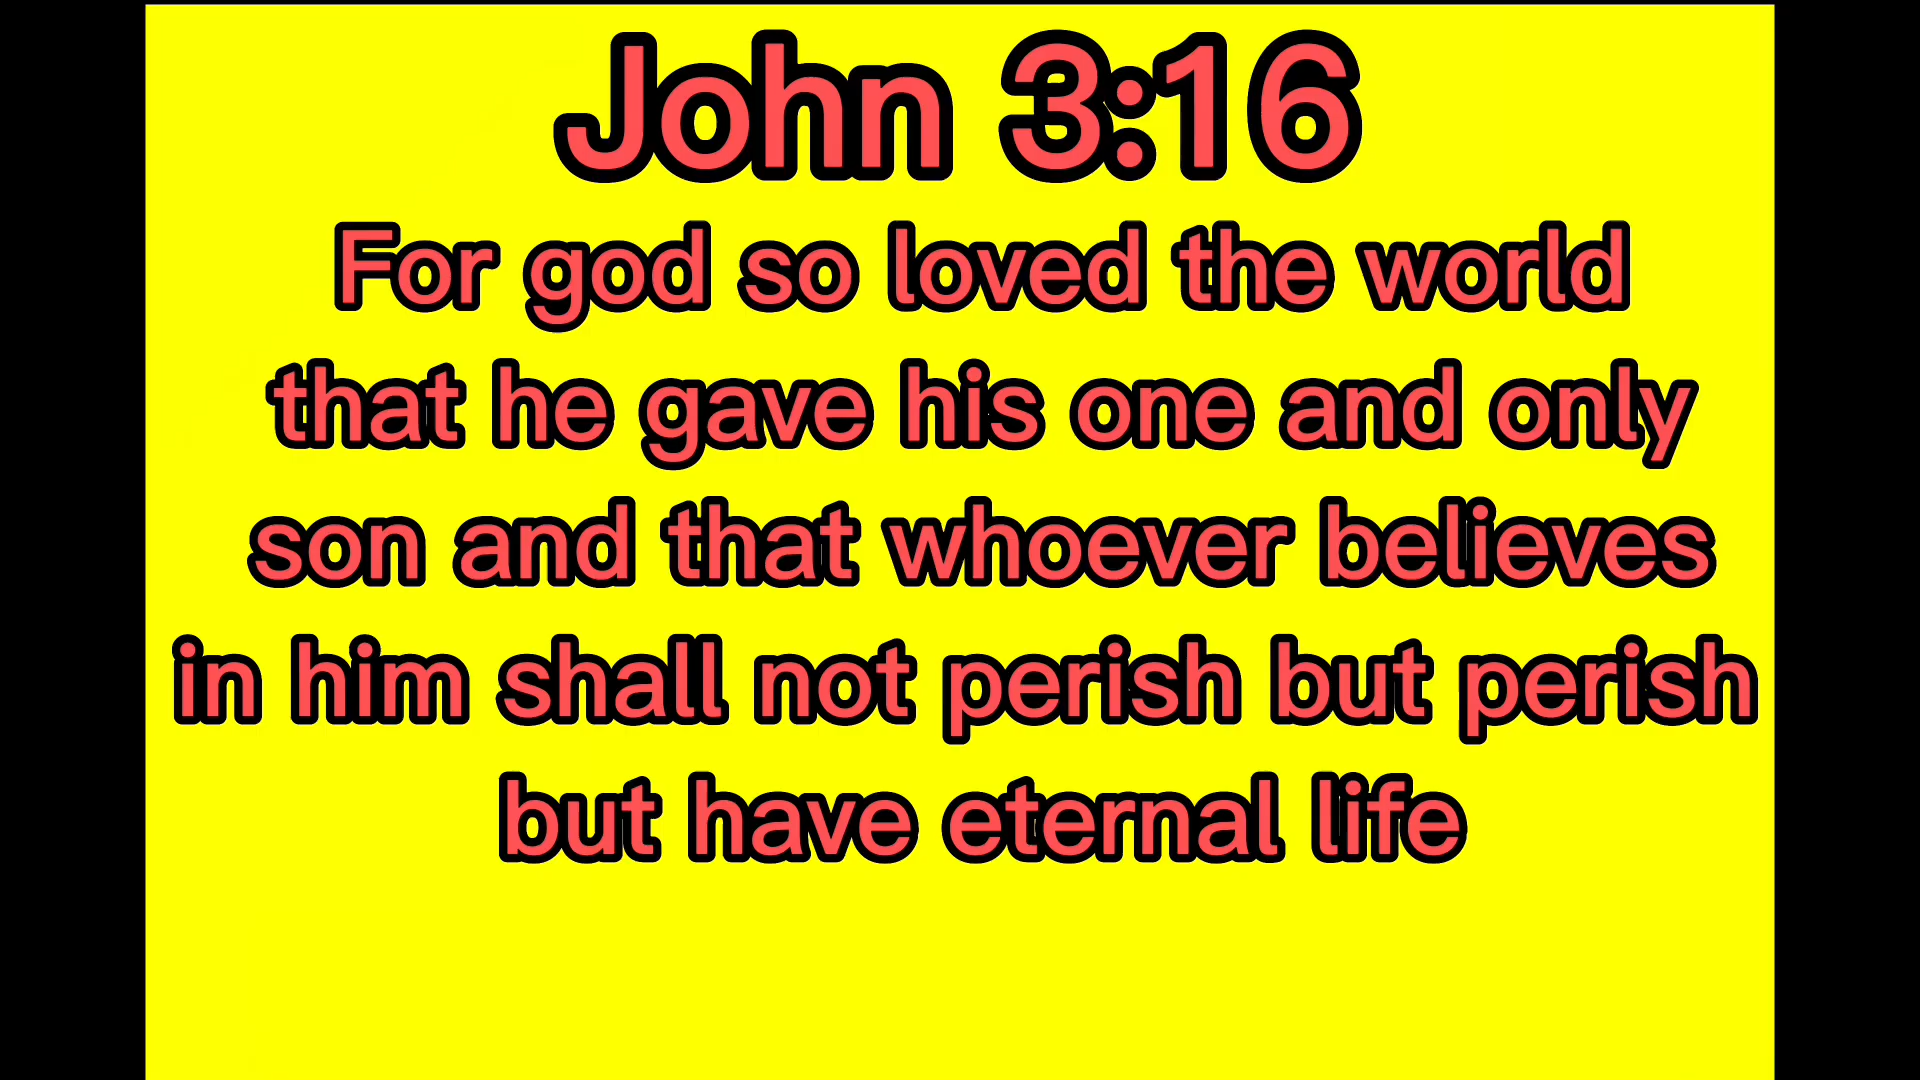 John 3:16
For god so loved the world
that he gave his one and only
son and that whoever believes
in him shall not perish but perish
but have eternal life